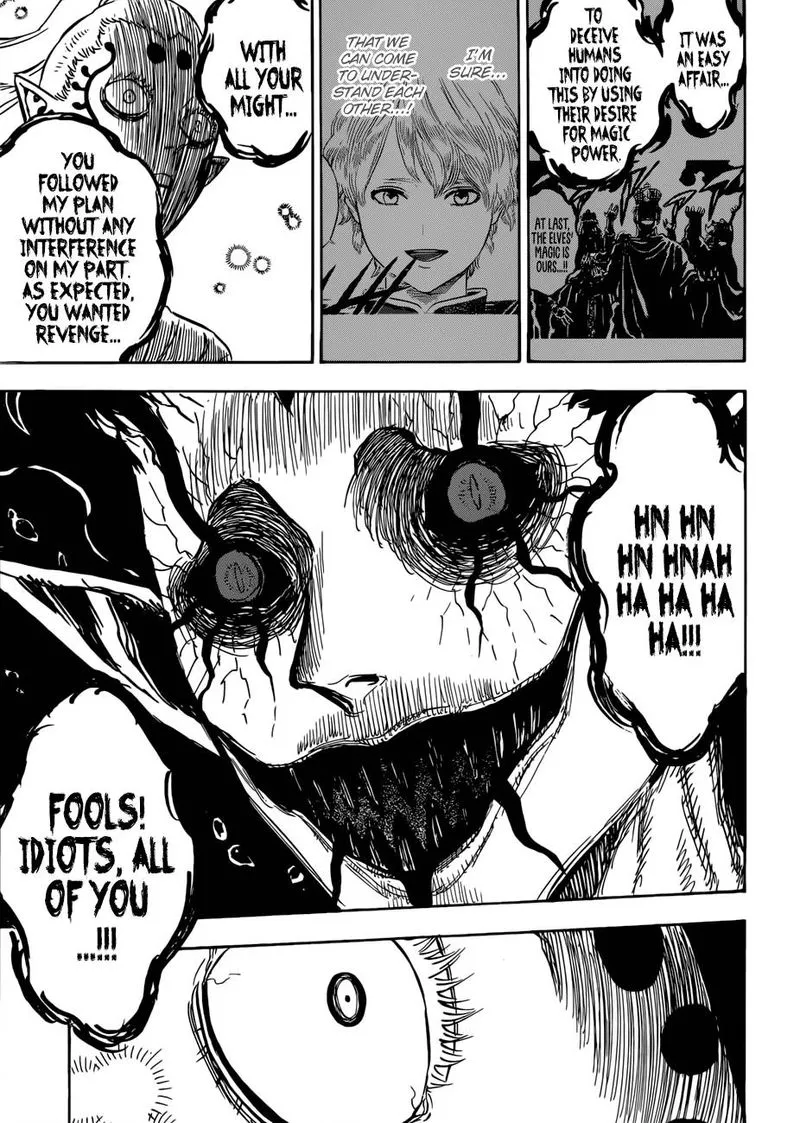 IT WAS
AN EASY
AFFAIR...
TO
DECEIVE
HUMANS
INTO DOING
THIS BY USING
THEIR DESIRE
FOR MAGIC
POWER.
AT LAST,
THE ELVES'
MAGIC IS
OURS...!!
I'M
SURE...
THAT WE
CAN COME
TO UNDER-
STAND EACH
OTHER...!
WITH
ALL YOUR
MIGHT...
YOU
FOLLOWED
MY PLAN
WITHOUT ANY
INTERFERENCE
ON MY PART.
AS EXPECTED,
YOU WANTED
REVENGE...
HN HN
HN HNAH
HA HA HA
HA!!!
FOOLS!
IDIOTS, ALL
OF YOU
......!!!